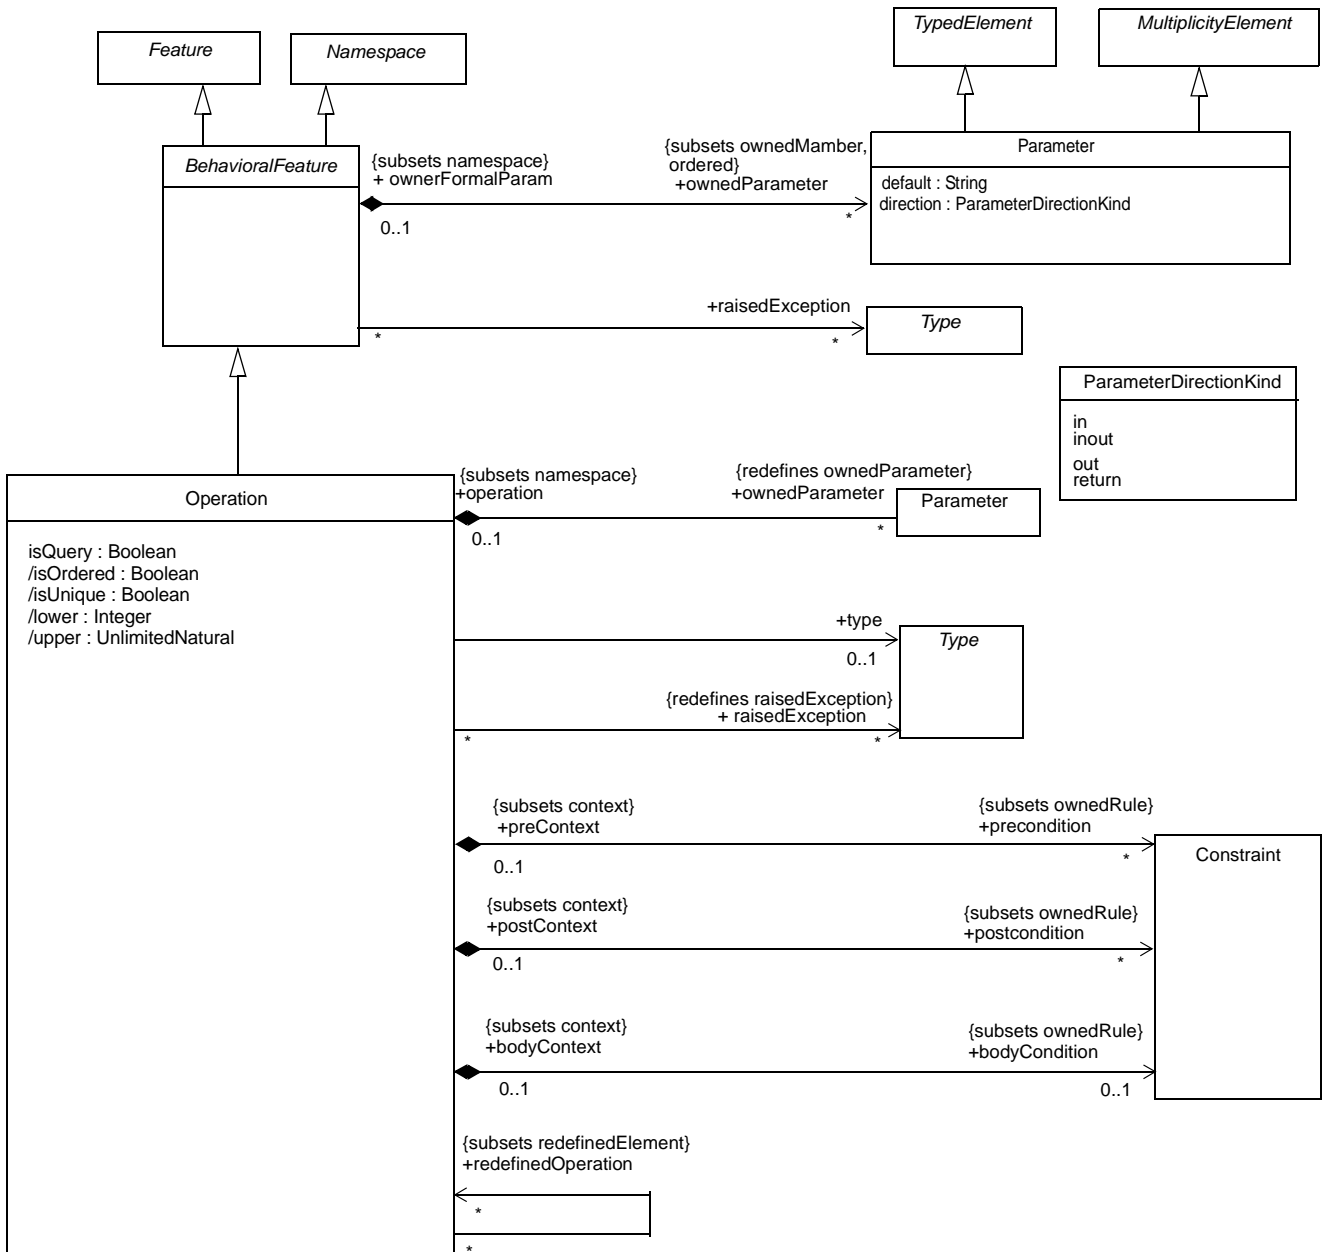 TypedElement
MultiplicityElement
Feature
Namespace
BehavioralFeature
{subsets namespace}
+ ownerFormalParam
0..1
{subsets ownedMamber,
ordered}
+ownedParameter
*
Parameter
default : String
direction : ParameterDirectionKind
*
+raisedException
*
Type
ParameterDirectionKind
in
inout
out
return
Operation
isQuery : Boolean
/isOrdered : Boolean
/isUnique : Boolean
/lower : Integer
/upper : UnlimitedNatural
{subsets namespace}
+operation
0..1
{redefines ownedParameter}
+ownedParameter
*
Parameter
+type
0..1
Type
{redefines raisedException}
+ raisedException
*
*
{subsets context}
+preContext
0..1
{subsets ownedRule}
+precondition
*
Constraint
{subsets context}
+postContext
0..1
{subsets ownedRule}
+postcondition
*
{subsets context}
+bodyContext
0..1
{subsets ownedRule}
+bodyCondition
0..1
{subsets redefinedElement}
+redefinedOperation
*
*